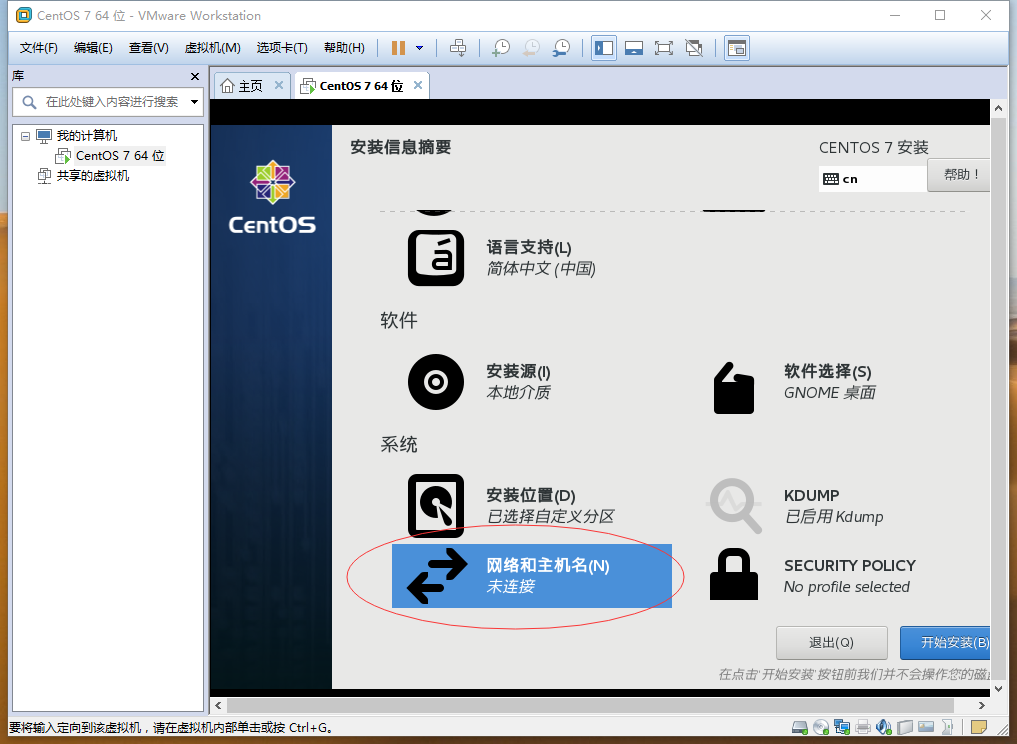 CentOS 7 64 位 - VMware Workstation
文件(F) 编辑(E) 查看(V) 虚拟机(M) 选项卡(T) 帮助(H)
库
在此处键入内容进行搜索
我的计算机
CentOS 7 64 位
共享的虚拟机
主页
CentOS 7 64 位
CentOS
安装信息摘要
CENTOS 7 安装
cn
帮助！
语言支持(L)
简体中文 (中国)
软件
安装源(I)
本地介质
软件选择(S)
GNOME 桌面
系统
安装位置(D)
已选择自定义分区
KDUMP
已启用 Kdump
网络和主机名(N)
未连接
SECURITY POLICY
No profile selected
退出(Q)
开始安装(B)
在点击'开始安装'按钮前我们并不会操作您的磁
要将输入定向到该虚拟机，请在虚拟机内部单击或按 Ctrl+G。